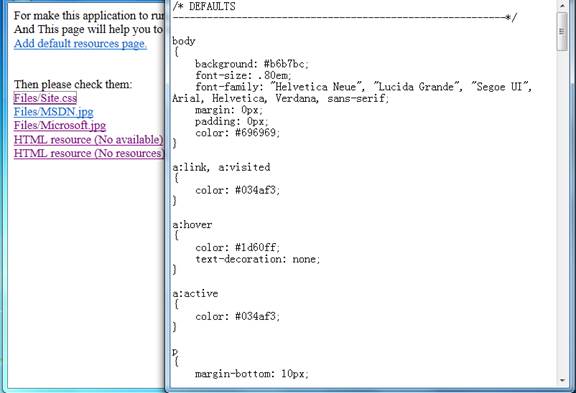 For make this application to run
And This page will help you to
Add default resources page.
Then please check them:
Files/Site.css
Files/MSDN.jpg
Files/Microsoft.jpg
HTML resource (No available)
HTML resource (No resources)
/* DEFAULTS
----------------------------------------------------------*/
body
{
background: #b6b7bc;
font-size: .80em;
font-family: "Helvetica Neue", "Lucida Grande", "Segoe UI",
Arial, Helvetica, Verdana, sans-serif;
margin: 0px;
padding: 0px;
color: #696969;
}
a:link, a:visited
{
color: #034af3;
}
a:hover
{
color: #1d60ff;
text-decoration: none;
}
a:active
{
color: #034af3;
}
p
{
margin-bottom: 10px;